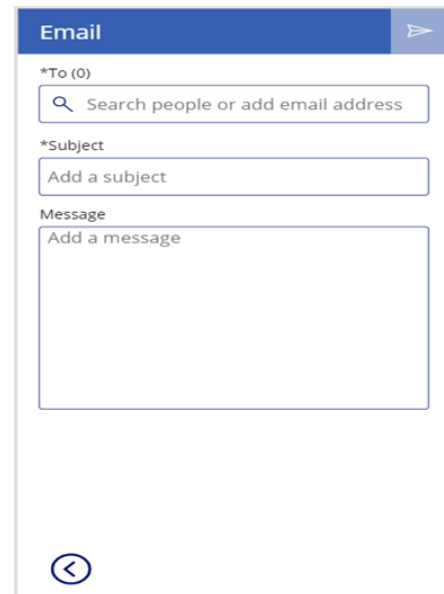 Email
*To (0)
Search people or add email address
*Subject
Add a subject
Message
Add a message